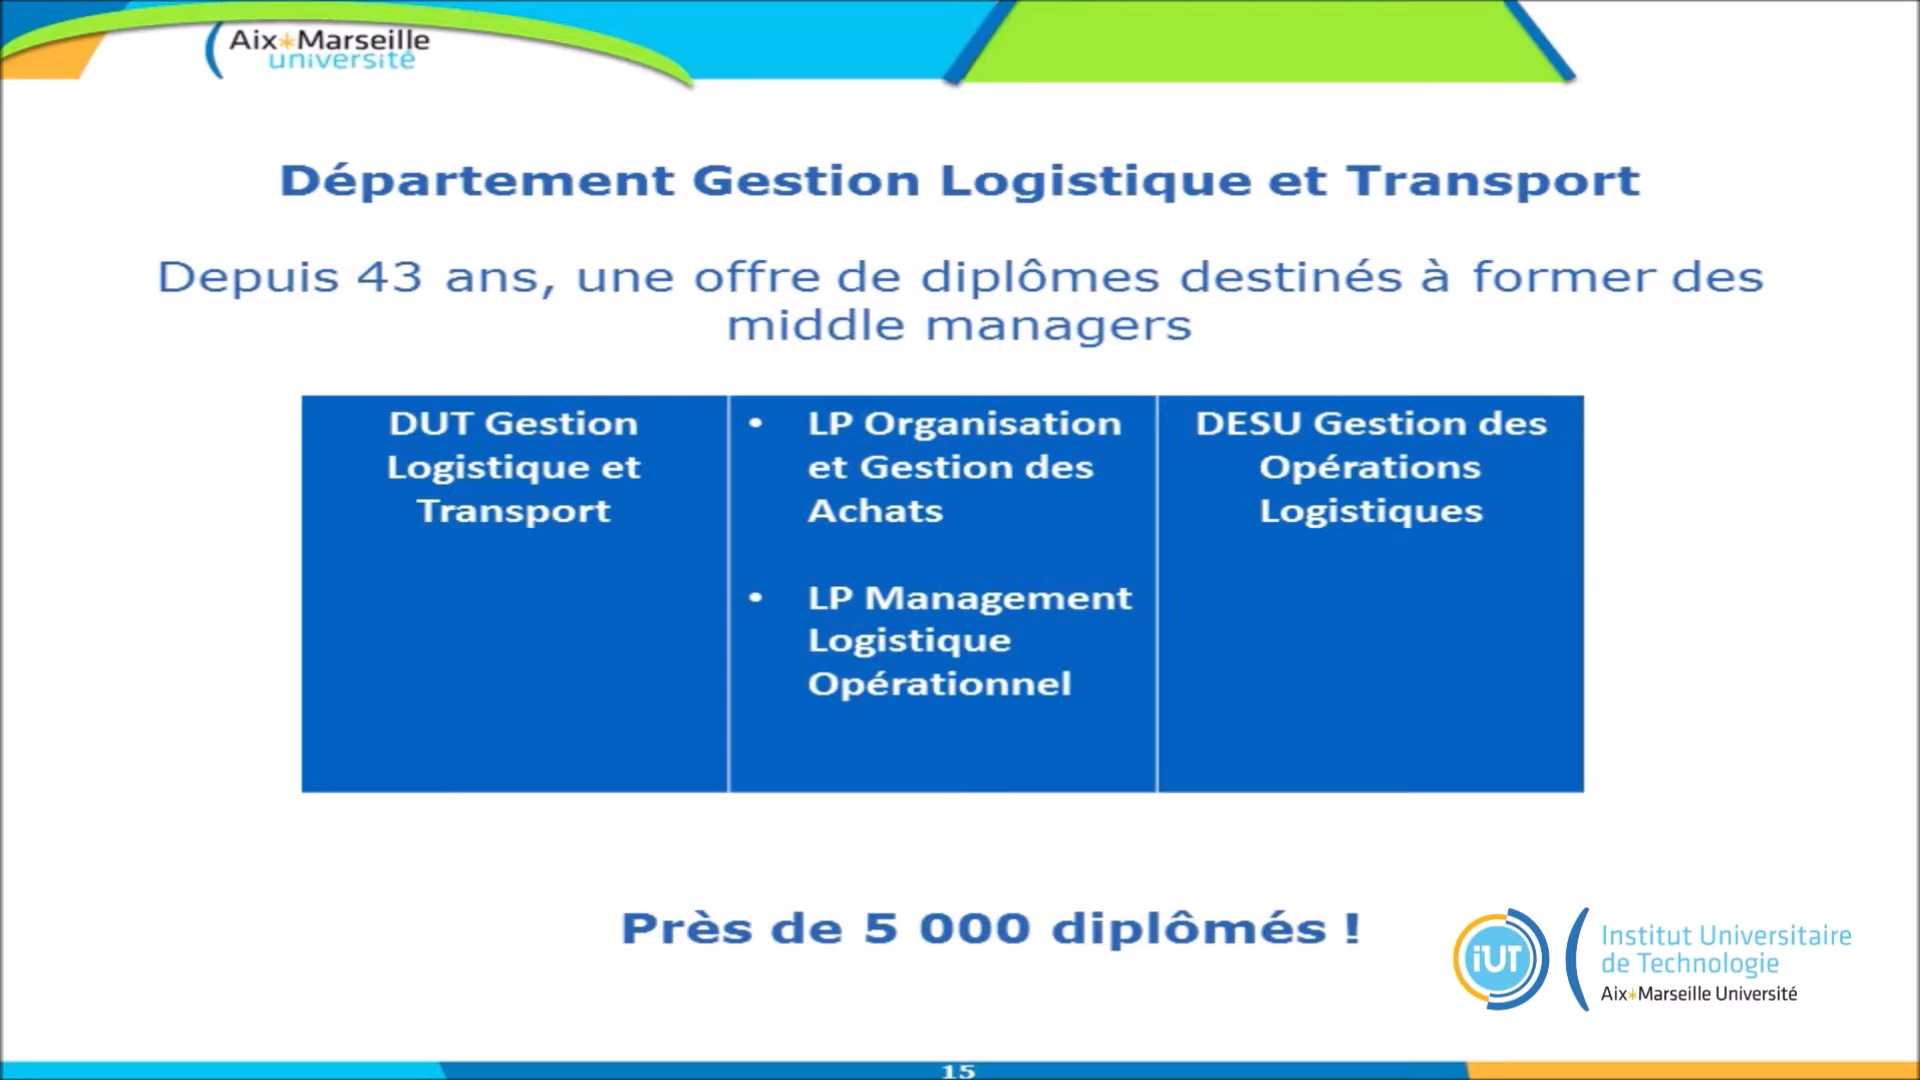 Aix*Marseille
université
Département Gestion Logistique et Transport
Depuis 43 ans, une offre de diplômes destinés à former des
middle managers
DUT Gestion
Logistique et
Transport
• LP Organisation
et Gestion des
Achats
• LP Management
Logistique
Opérationnel
DESU Gestion des
Opérations
Logistiques
Près de 5 000 diplômés !
iUT
Institut Universitaire
de Technologie
Aix*Marseille Université
15